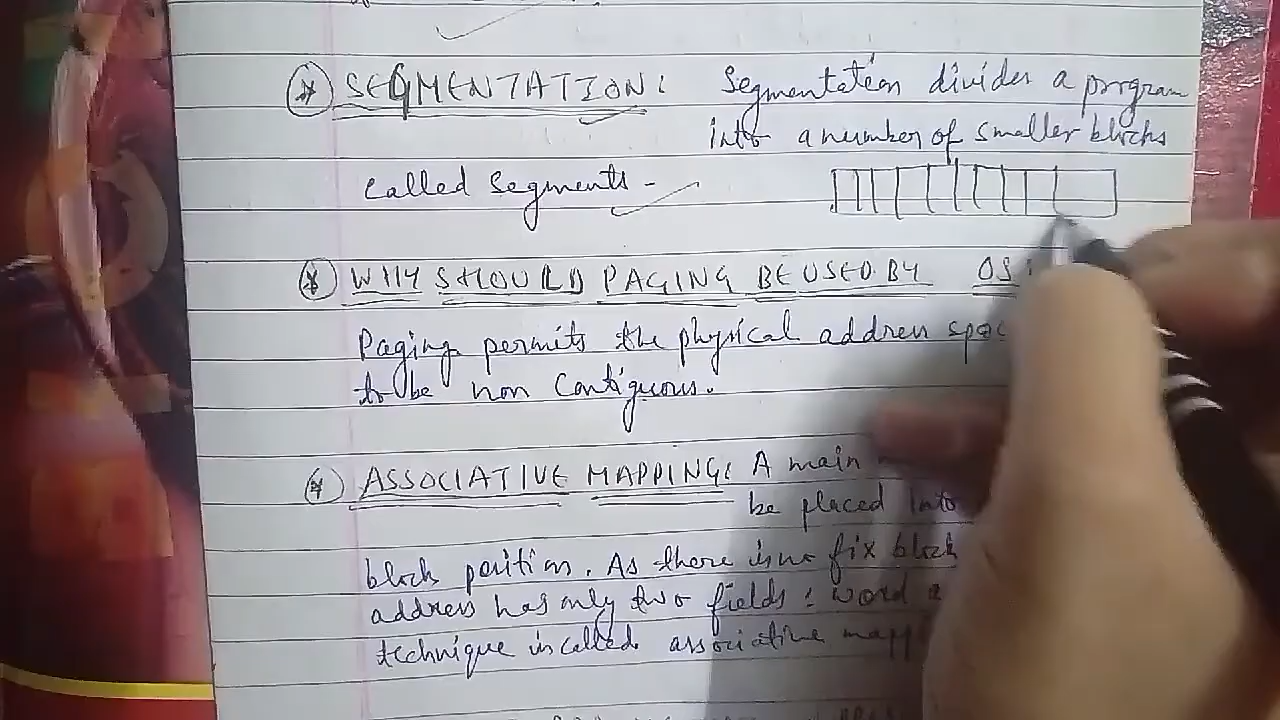 * SEGMENTATION: Segmentation divides a program
into a number of smaller blocks
called segments -
* WHY SHOULD PAGING BE USED BY OS
Paging permits the physical address space
to be non contiguous.
* ASSOCIATIVE MAPPING: A main
be placed into
block position. As there is no fix block
address has only two fields: word
technique is called associative